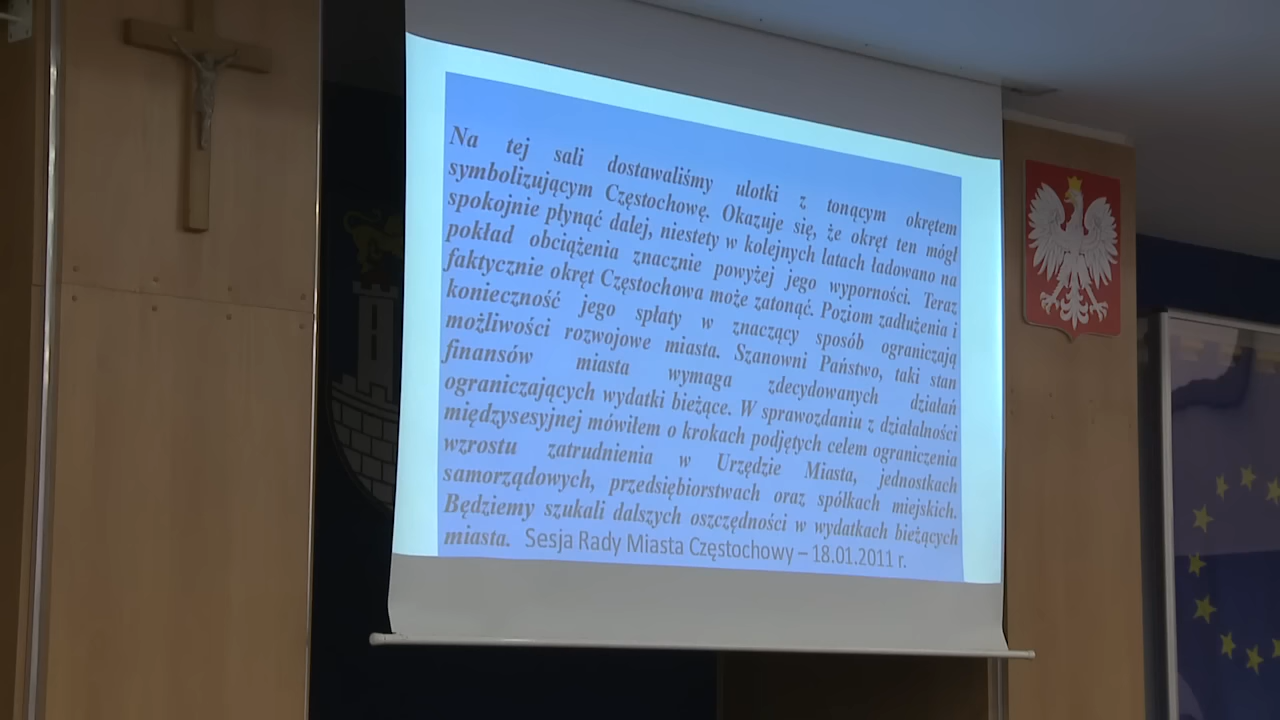 Na tej sali dostawaliśmy ulotki z tonącym okrętem
symbolizującym Częstochowę. Okazuje się, że okręt ten mógł
spokojnie płynąć dalej, niestety w kolejnych latach ładowano na
pokład obciążenia znacznie powyżej jego wyporności. Teraz
faktycznie okręt Częstochowa może zatonąć. Poziom zadłużenia i
konieczność jego spłaty w znaczący sposób ograniczają
możliwości rozwojowe miasta. Szanowni Państwo, taki stan
finansów miasta wymaga zdecydowanych działań
ograniczających wydatki bieżące. W sprawozdaniu z działalności
międzysesyjnej mówiłem o krokach podjętych celem ograniczenia
wzrostu zatrudnienia w Urzędzie Miasta, jednostkach
samorządowych, przedsiębiorstwach oraz spółkach miejskich.
Będziemy szukali dalszych oszczędności w wydatkach bieżących
miasta. Sesja Rady Miasta Częstochowy – 18.01.2011 r.